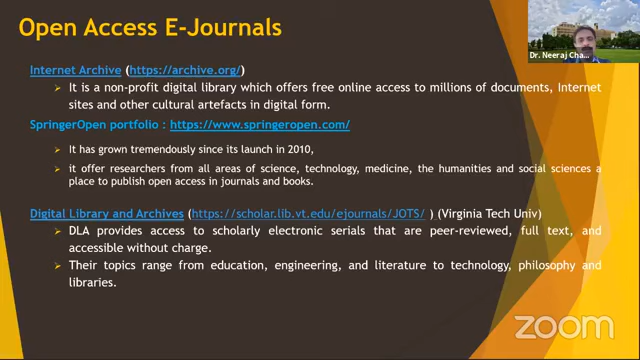 Open Access E-Journals
Dr. Neeraj Cha...
Internet Archive (https://archive.org/)
It is a non-profit digital library which offers free online access to millions of documents, Internet
sites and other cultural artefacts in digital form.
SpringerOpen portfolio : https://www.springeropen.com/
It has grown tremendously since its launch in 2010,
it offer researchers from all areas of science, technology, medicine, the humanities and social sciences a
place to publish open access in journals and books.
Digital Library and Archives (https://scholar.lib.vt.edu/ejournals/JOTS/ ) (Virginia Tech Univ)
DLA provides access to scholarly electronic serials that are peer-reviewed, full text, and
accessible without charge.
Their topics range from education, engineering, and literature to technology, philosophy and
libraries.
zoom